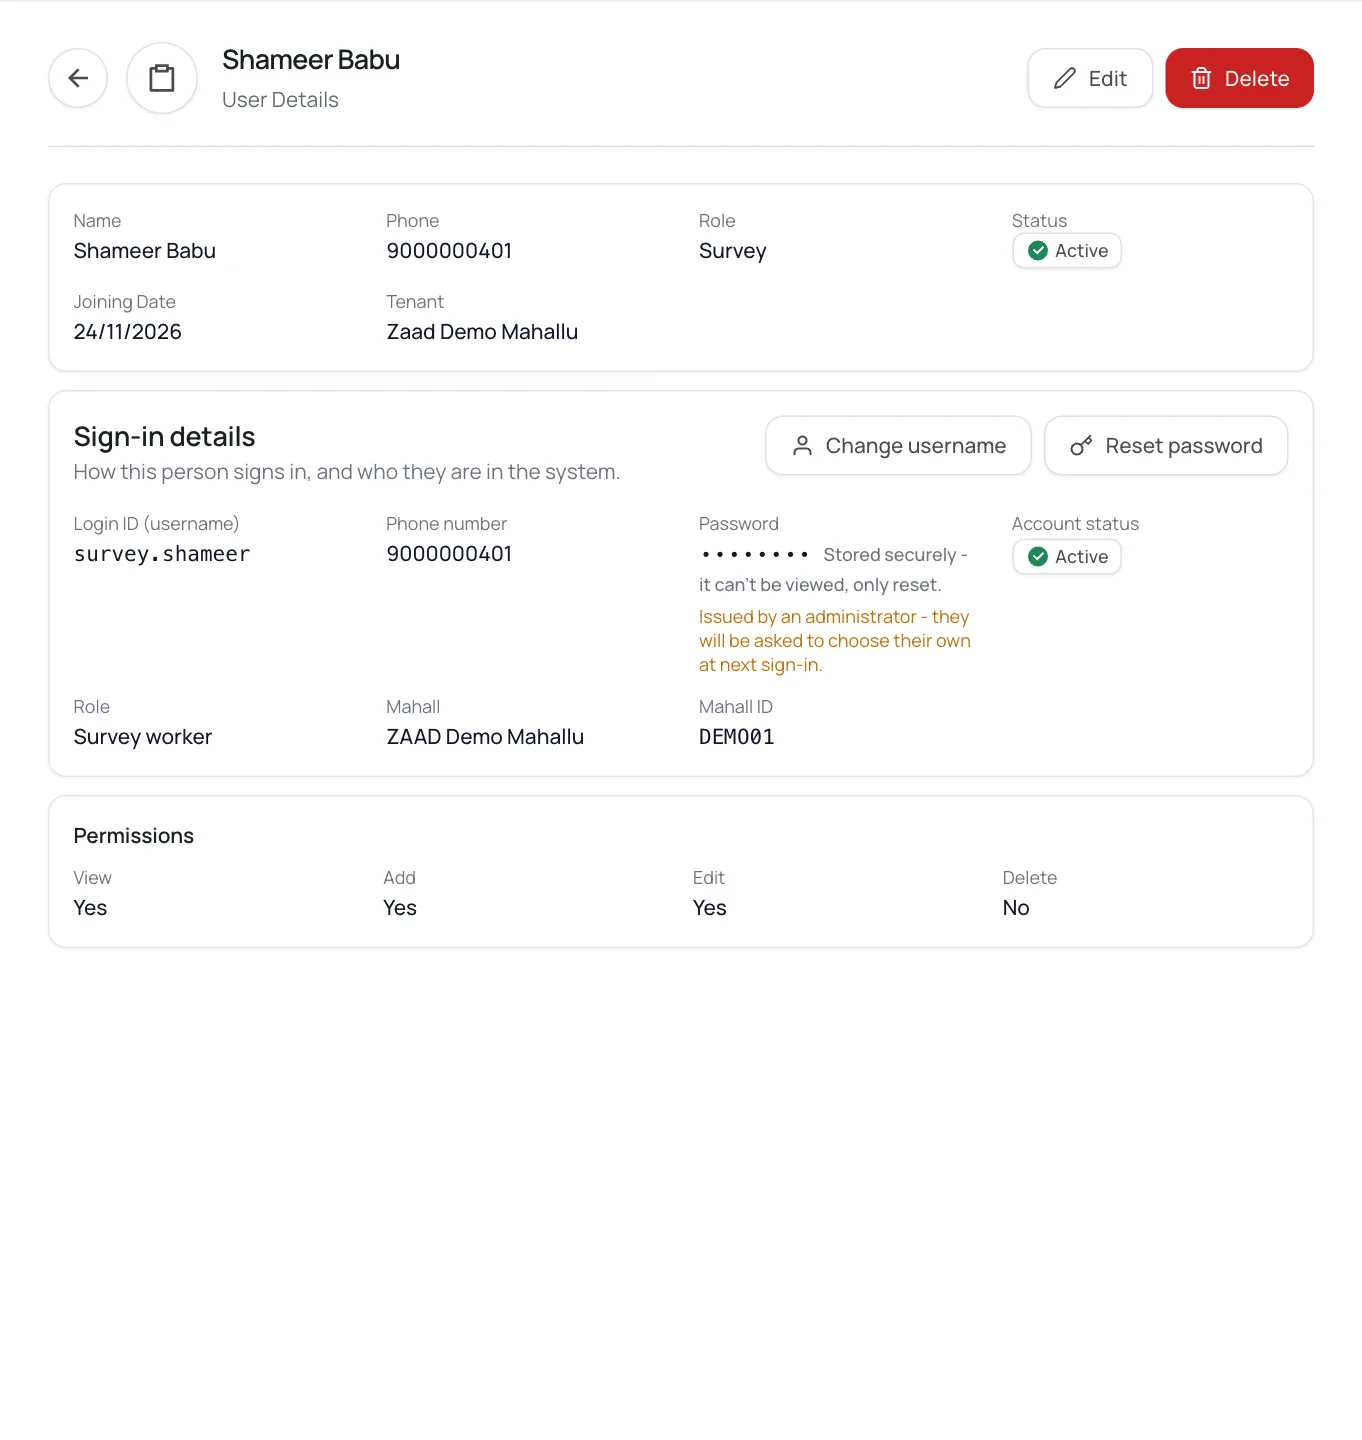 Shameer Babu
User Details
Edit
Delete
Name
Shameer Babu
Phone
9000000401
Role
Survey
Status
Active
Joining Date
24/11/2026
Tenant
Zaad Demo Mahallu
Sign-in details
How this person signs in, and who they are in the system.
Change username
Reset password
Login ID (username)
survey.shameer
Phone number
9000000401
Password
•••••••• Stored securely -
it can't be viewed, only reset.
Issued by an administrator - they
will be asked to choose their own
at next sign-in.
Account status
Active
Role
Survey worker
Mahall
ZAAD Demo Mahallu
Mahall ID
DEMO01
Permissions
View
Yes
Add
Yes
Edit
Yes
Delete
No